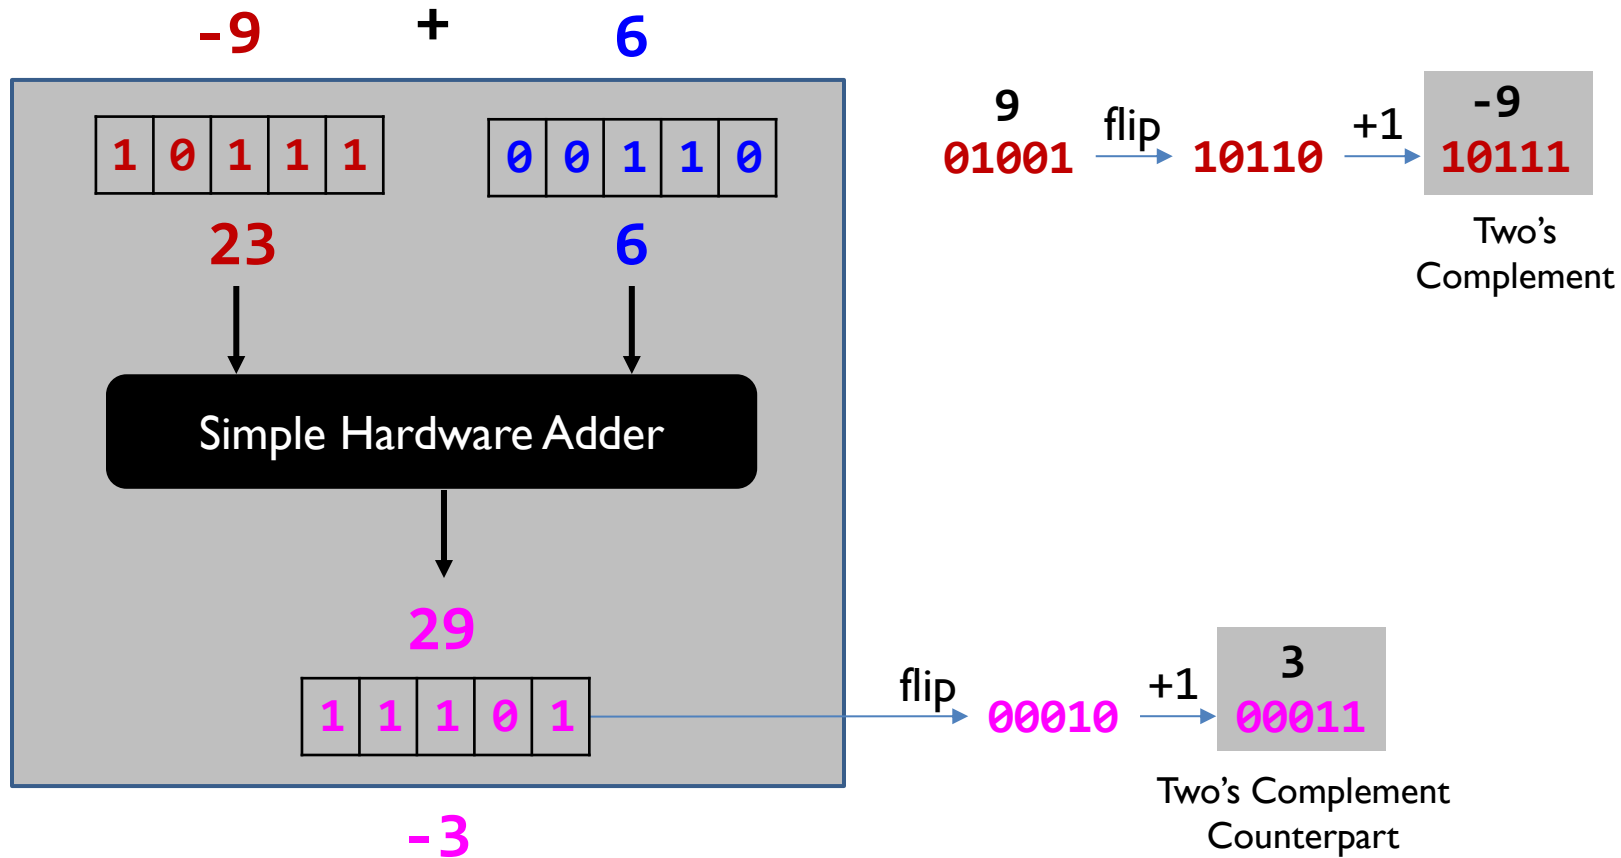 -9 + 6
1 0 1 1 1
0 0 1 1 0
23
6
Simple Hardware Adder
29
1 1 1 0 1
-3
9
01001
flip
10110
+1
-9
10111
Two's
Complement
flip
00010
+1
3
00011
Two's Complement
Counterpart